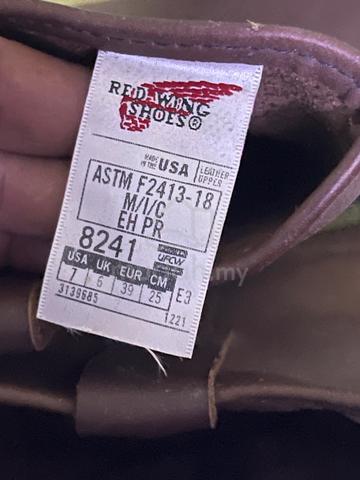 RED WING
SHOES®
MADE IN THE USA LEATHER UPPER
ASTM F2413-18
M/I/C
EH PR
8241 UFCW
USA UK EUR CM
7 6 39 25 E3
3139685 1221
.my